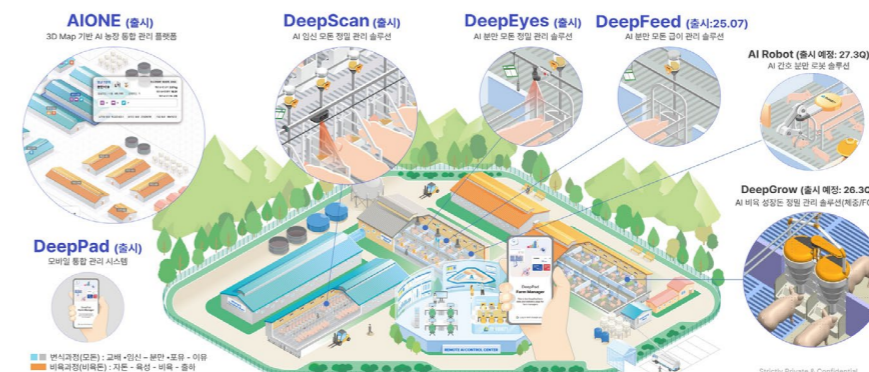 AIONE (출시)
3D Map 기반 AI 농장 통합 관리 플랫폼
DeepScan (출시)
AI 임신 모돈 정밀 관리 솔루션
DeepEyes (출시)
AI 분만 모돈 정밀 관리 솔루션
DeepFeed (출시:25.07)
AI 분만 모돈 급이 관리 솔루션
AI Robot (출시 예정: 27.3Q)
AI 간호 분만 로봇 솔루션
DeepGrow (출시 예정: 26.3Q
AI 비육 성장돈 정밀 관리 솔루션(체중/FC
DeepPad (출시)
모바일 통합 관리 시스템
DeepPad
Farm Manager
REMOTE AI CONTROL CENTER
번식과정(모돈) : 교배 -임신 – 분만 -포유 - 이유
비육과정(비육돈) : 자돈 - 육성 - 비육 - 출하
Strictly Private & Confidential